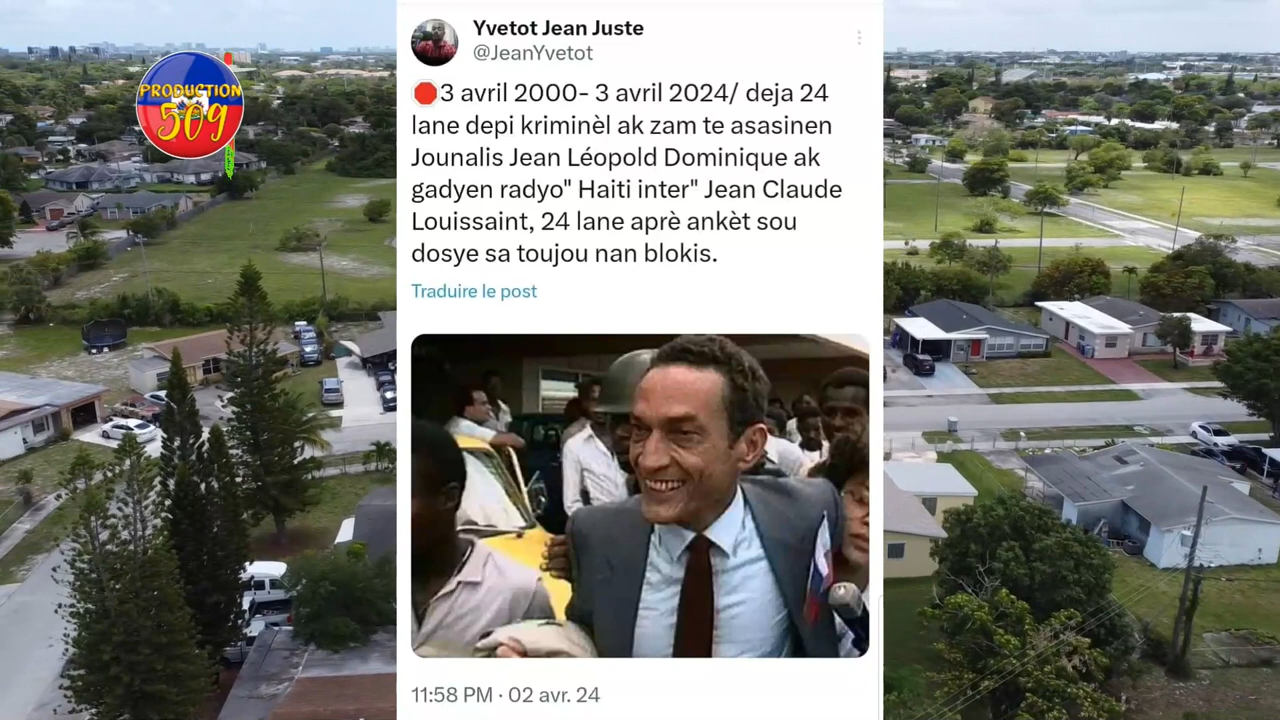 PRODUCTION
509
Yvetot Jean Juste
@JeanYvetot
🛑3 avril 2000- 3 avril 2024/ deja 24
lane depi kriminèl ak zam te asasinen
Jounalis Jean Léopold Dominique ak
gadyen radyo" Haiti inter" Jean Claude
Louissaint, 24 lane aprè ankèt sou
dosye sa toujou nan blokis.
Traduire le post
11:58 PM · 02 avr. 24